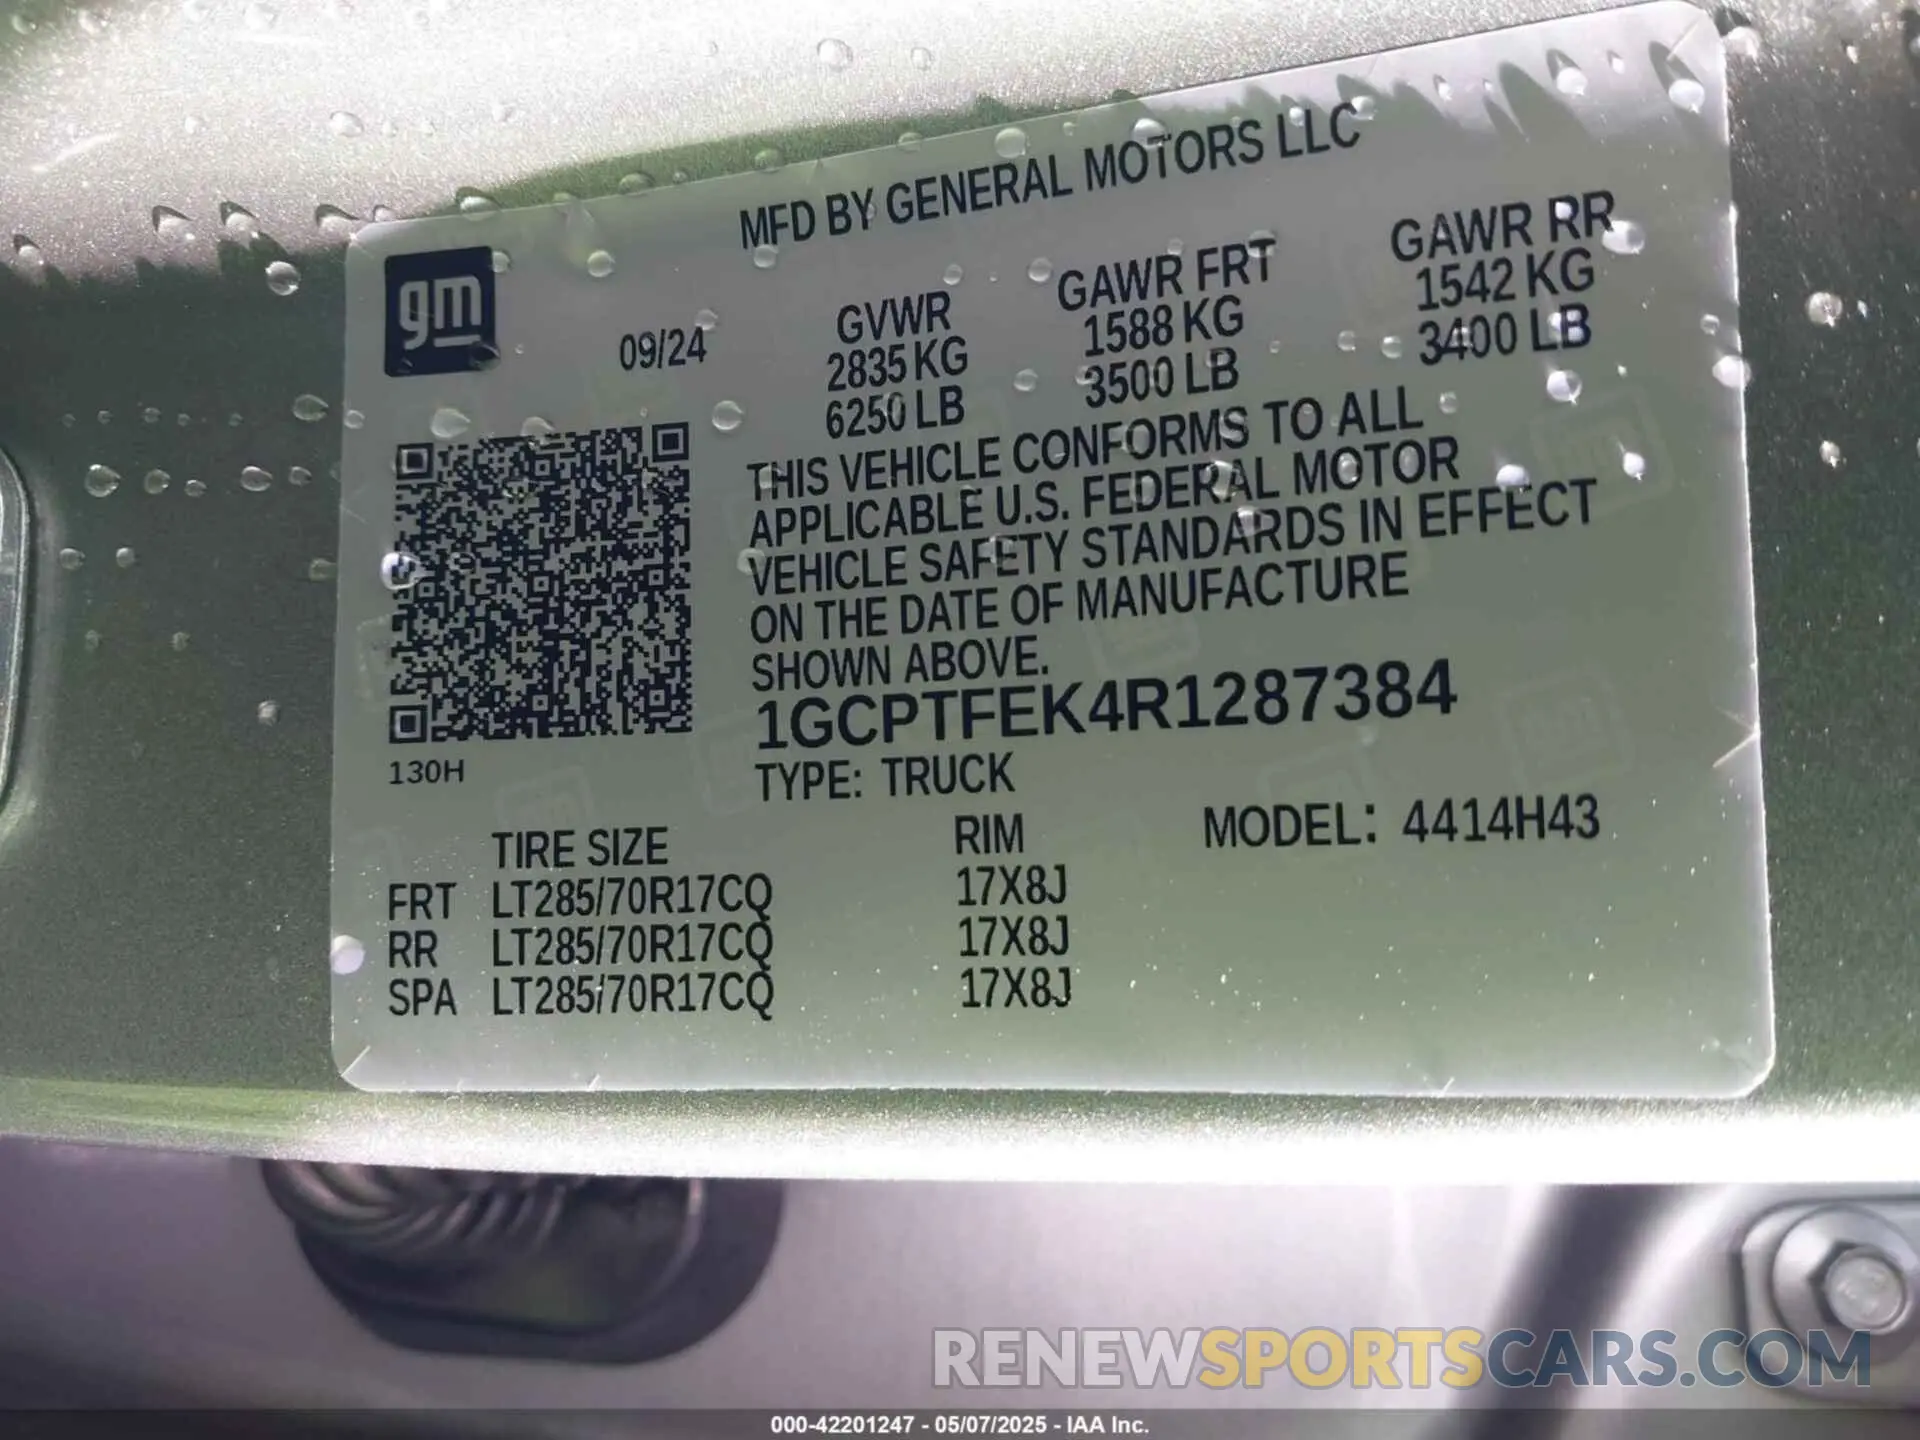 MFD BY GENERAL MOTORS LLC
gm
09/24
GVWR
2835 KG
6250 LB
GAWR FRT
1588 KG
3500 LB
GAWR RR
1542 KG
3400 LB
THIS VEHICLE CONFORMS TO ALL
APPLICABLE U.S. FEDERAL MOTOR
VEHICLE SAFETY STANDARDS IN EFFECT
ON THE DATE OF MANUFACTURE
SHOWN ABOVE.
1GCPTFEK4R1287384
130H
TYPE: TRUCK
TIRE SIZE RIM MODEL: 4414H43
FRT LT285/70R17CQ 17X8J
RR LT285/70R17CQ 17X8J
SPA LT285/70R17CQ 17X8J
RENEWSPORTSCARS.COM
000-42201247 - 05/07/2025 - IAA Inc.